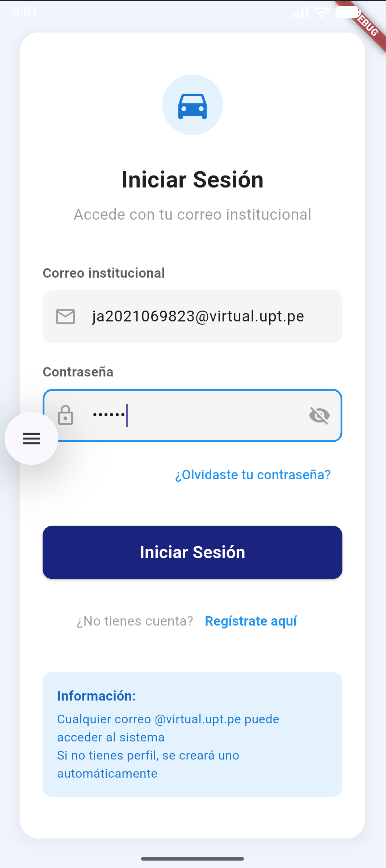 9:01
DEBUG
Iniciar Sesión
Accede con tu correo institucional
Correo institucional
ja2021069823@virtual.upt.pe
Contraseña
••••••
¿Olvidaste tu contraseña?
Iniciar Sesión
¿No tienes cuenta? Regístrate aquí
Información:
Cualquier correo @virtual.upt.pe puede
acceder al sistema
Si no tienes perfil, se creará uno
automáticamente